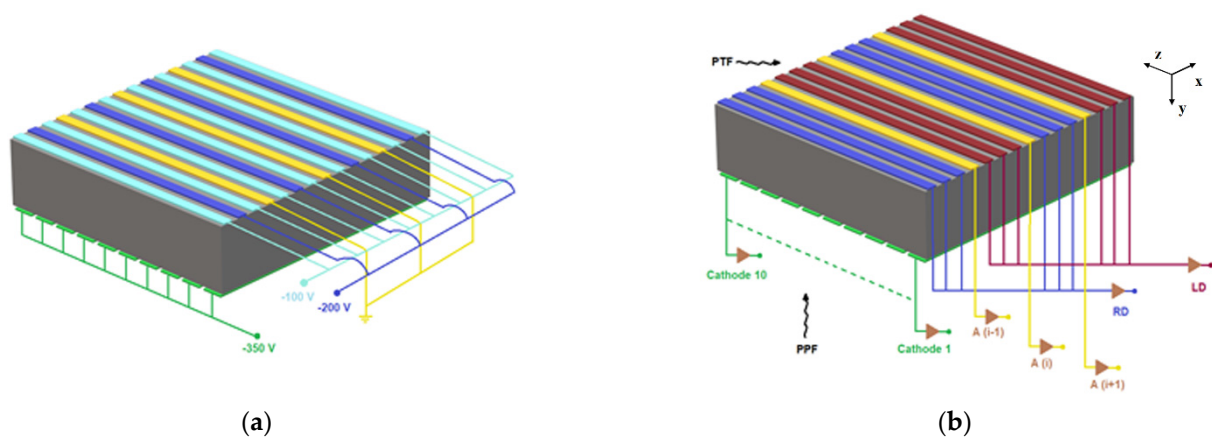 -100 V
-200 V
-350 V
(a)
PTF
z
x
y
Cathode 10
PPF
Cathode 1
A (i-1)
A (i)
A (i+1)
RD
LD
(b)